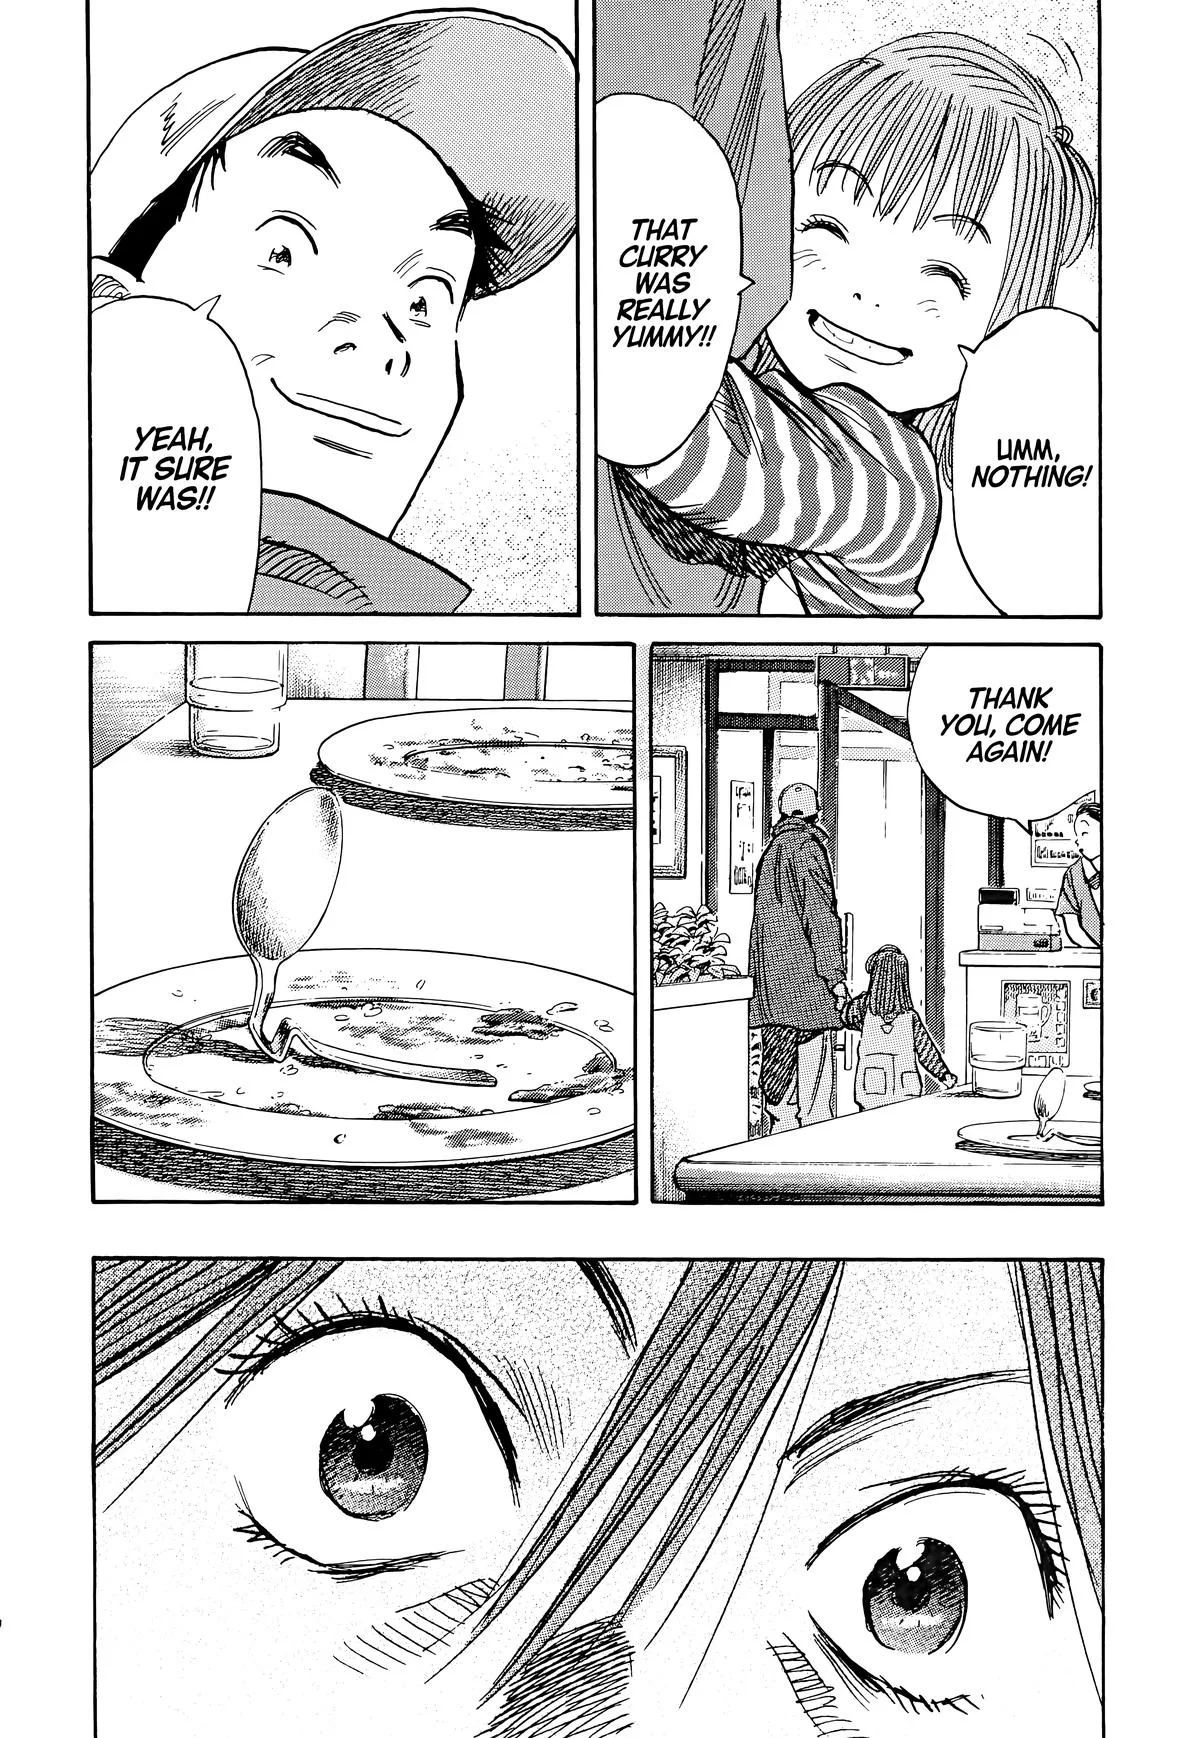 UMM,
NOTHING!
THAT
CURRY
WAS
REALLY
YUMMY!!
YEAH,
IT SURE
WAS!!
THANK
YOU, COME
AGAIN!